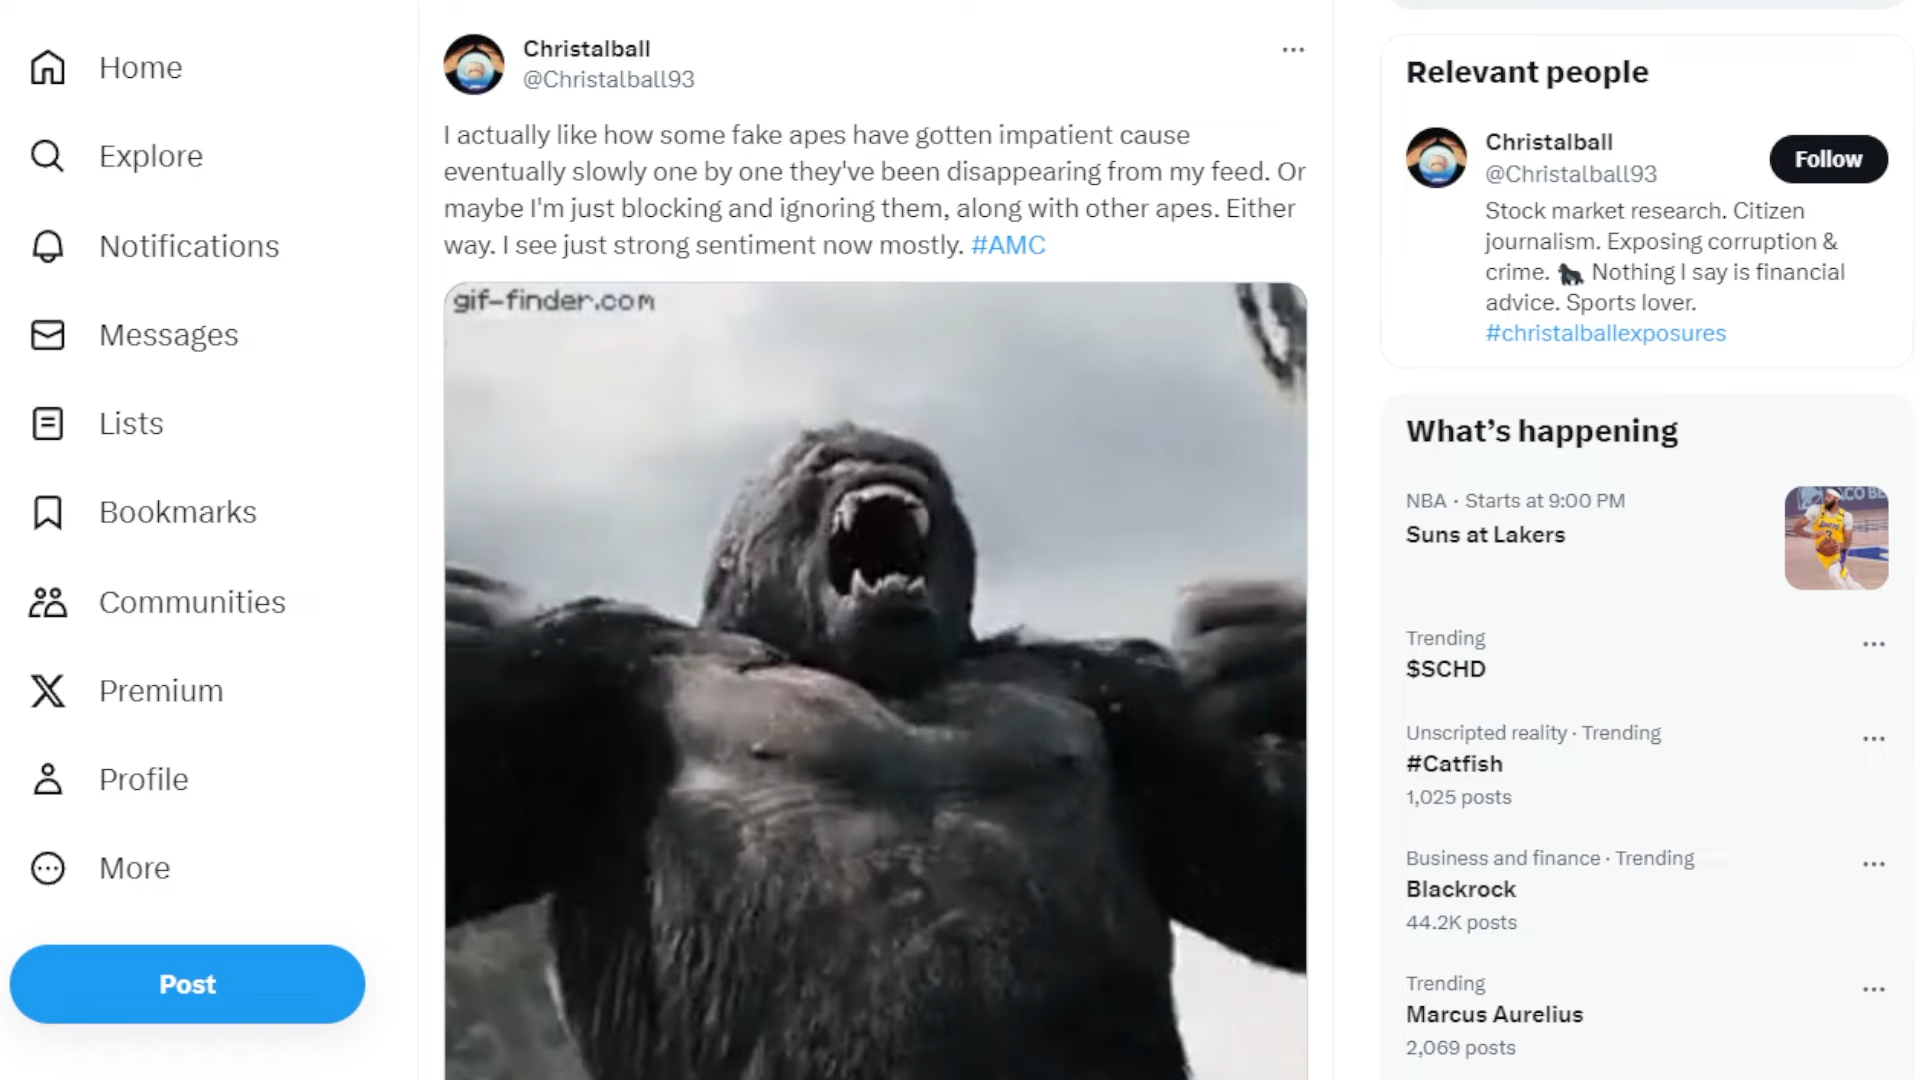 Home
Explore
Notifications
Messages
Lists
Bookmarks
Communities
Premium
Profile
More
Post
Christalball
@Christalball93
I actually like how some fake apes have gotten impatient cause
eventually slowly one by one they've been disappearing from my feed. Or
maybe I'm just blocking and ignoring them, along with other apes. Either
way. I see just strong sentiment now mostly. #AMC
gif-finder.com
Relevant people
Christalball
@Christalball93
Follow
Stock market research. Citizen
journalism. Exposing corruption &
crime. 🦍 Nothing I say is financial
advice. Sports lover.
#christalballexposures
What's happening
NBA · Starts at 9:00 PM
Suns at Lakers
Trending
$SCHD
Unscripted reality · Trending
#Catfish
1,025 posts
Business and finance · Trending
Blackrock
44.2K posts
Trending
Marcus Aurelius
2,069 posts